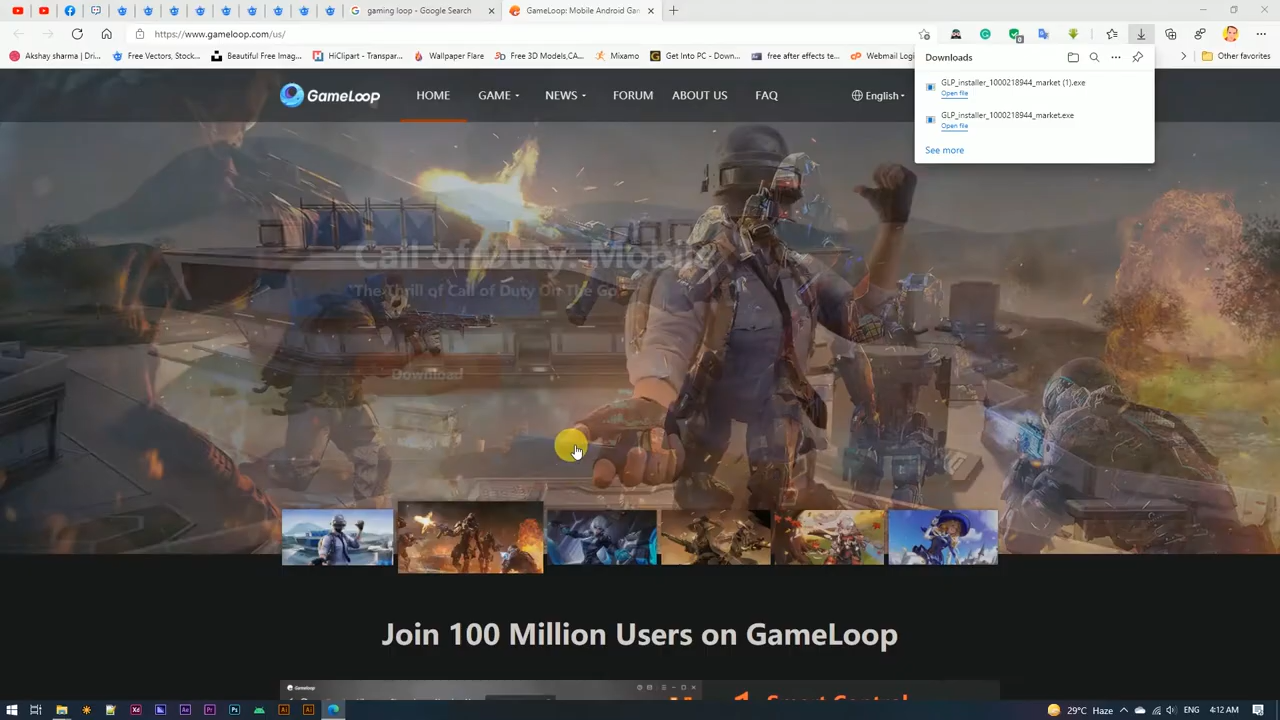 gaming loop - Google Search
GameLoop: Mobile Android Gam
https://www.gameloop.com/us/
Akshay sharma | Dri...
Free Vectors, Stock...
Beautiful Free Imag...
HiClipart - Transpar...
Wallpaper Flare
Free 3D Models,CA...
Mixamo
Get Into PC - Down...
free after effects te...
Webmail Logi
Other favorites
Downloads
GLP_installer_1000218944_market (1).exe
Open file
GLP_installer_1000218944_market.exe
Open file
See more
GameLoop
HOME
GAME
NEWS
FORUM
ABOUT US
FAQ
English
Call of Duty: Mobile
The Thrill of Call of Duty On The Go
Download
Join 100 Million Users on GameLoop
Gameloop
29°C Haze
ENG
4:12 AM